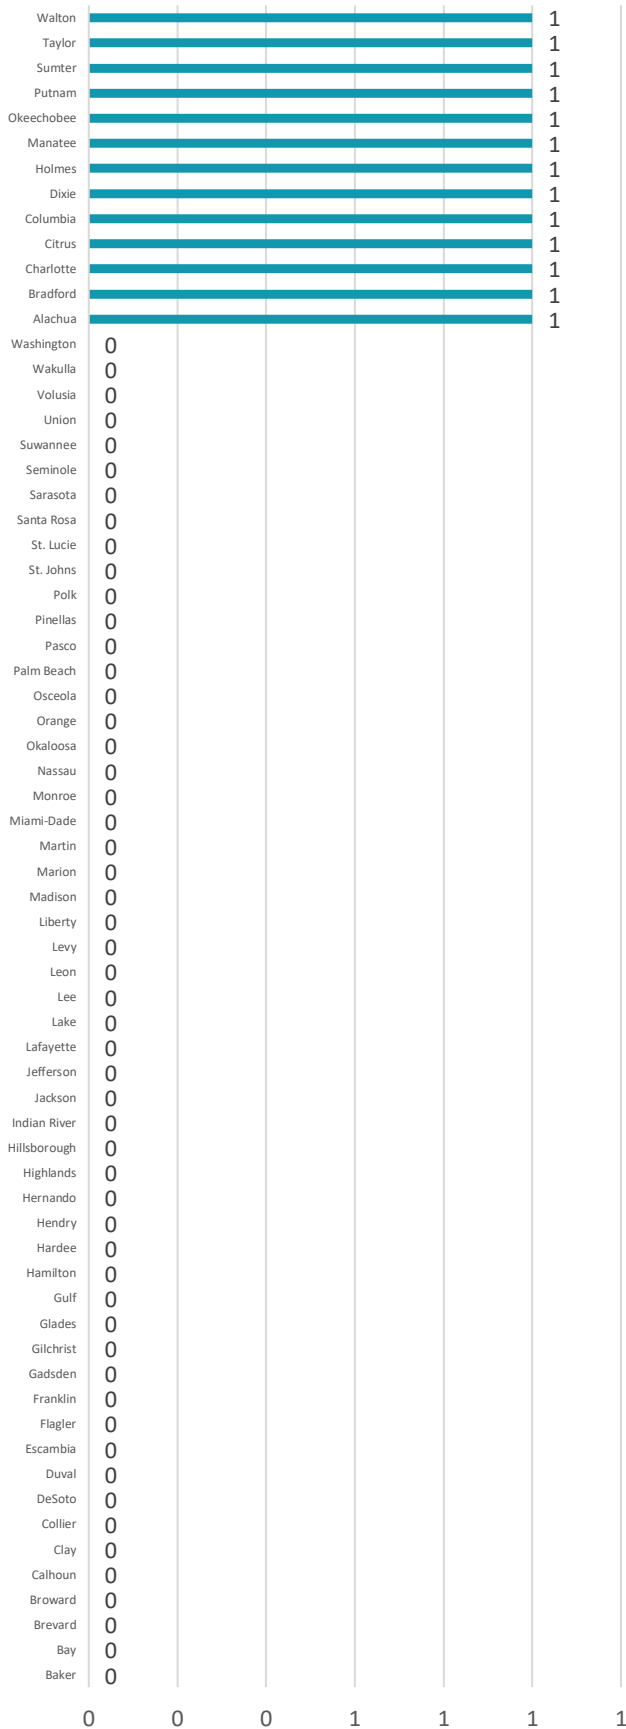 Walton 1
Taylor 1
Sumter 1
Putnam 1
Okeechobee 1
Manatee 1
Holmes 1
Dixie 1
Columbia 1
Citrus 1
Charlotte 1
Bradford 1
Alachua 1
Washington 0
Wakulla 0
Volusia 0
Union 0
Suwannee 0
Seminole 0
Sarasota 0
Santa Rosa 0
St. Lucie 0
St. Johns 0
Polk 0
Pinellas 0
Pasco 0
Palm Beach 0
Osceola 0
Orange 0
Okaloosa 0
Nassau 0
Monroe 0
Miami-Dade 0
Martin 0
Marion 0
Madison 0
Liberty 0
Levy 0
Leon 0
Lee 0
Lake 0
Lafayette 0
Jefferson 0
Jackson 0
Indian River 0
Hillsborough 0
Highlands 0
Hernando 0
Hendry 0
Hardee 0
Hamilton 0
Gulf 0
Glades 0
Gilchrist 0
Gadsden 0
Franklin 0
Flagler 0
Escambia 0
Duval 0
DeSoto 0
Collier 0
Clay 0
Calhoun 0
Broward 0
Brevard 0
Bay 0
Baker 0
0 0 0 1 1 1 1